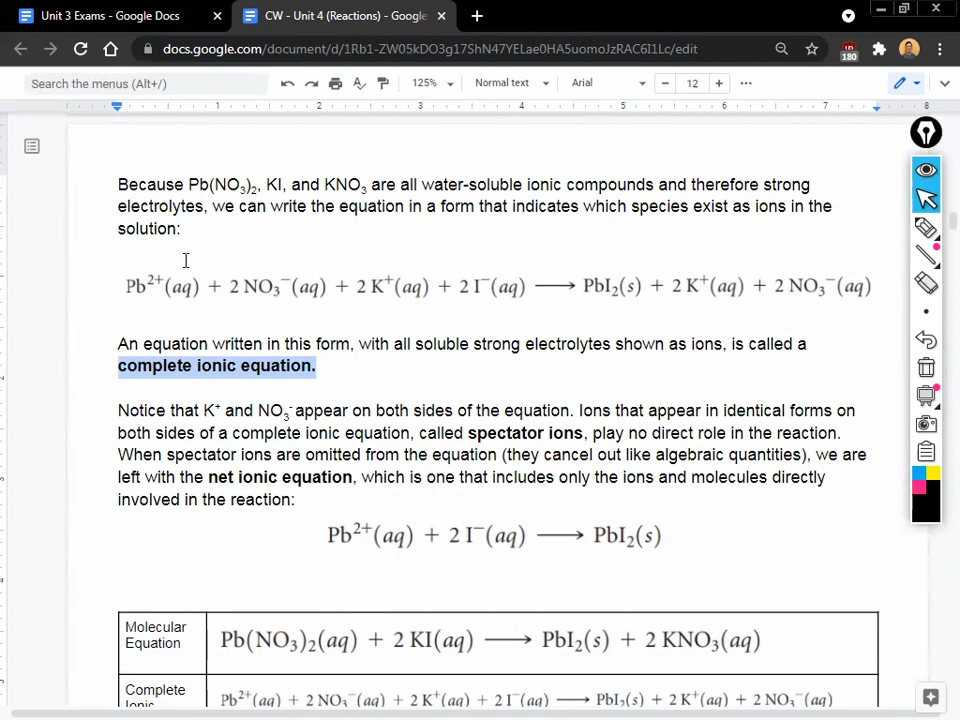 Unit 3 Exams - Google Docs
CW - Unit 4 (Reactions) - Google
docs.google.com/document/d/1Rb1-ZW05kDO3g17ShN47YELae0HA5uomoJzRAC6I1Lc/edit
180
Search the menus (Alt+/)
125%
Normal text
Arial
12
1 2 3 4 5 6 7 8
Because Pb(NO₃)₂, KI, and KNO₃ are all water-soluble ionic compounds and therefore strong
electrolytes, we can write the equation in a form that indicates which species exist as ions in the
solution:
Pb²⁺(aq) + 2 NO₃⁻(aq) + 2 K⁺(aq) + 2 I⁻(aq) ⟶ PbI₂(s) + 2 K⁺(aq) + 2 NO₃⁻(aq)
An equation written in this form, with all soluble strong electrolytes shown as ions, is called a
complete ionic equation.
Notice that K⁺ and NO₃⁻ appear on both sides of the equation. Ions that appear in identical forms on
both sides of a complete ionic equation, called spectator ions, play no direct role in the reaction.
When spectator ions are omitted from the equation (they cancel out like algebraic quantities), we are
left with the net ionic equation, which is one that includes only the ions and molecules directly
involved in the reaction:
Pb²⁺(aq) + 2 I⁻(aq) ⟶ PbI₂(s)
Molecular
Equation
Pb(NO₃)₂(aq) + 2 KI(aq) ⟶ PbI₂(s) + 2 KNO₃(aq)
Complete
Ionic
Pb²⁺(aq) + 2 NO₃⁻(aq) + 2 K⁺(aq) + 2 I⁻(aq) ⟶ PbI₂(s) + 2 K⁺(aq) + 2 NO₃⁻(aq)